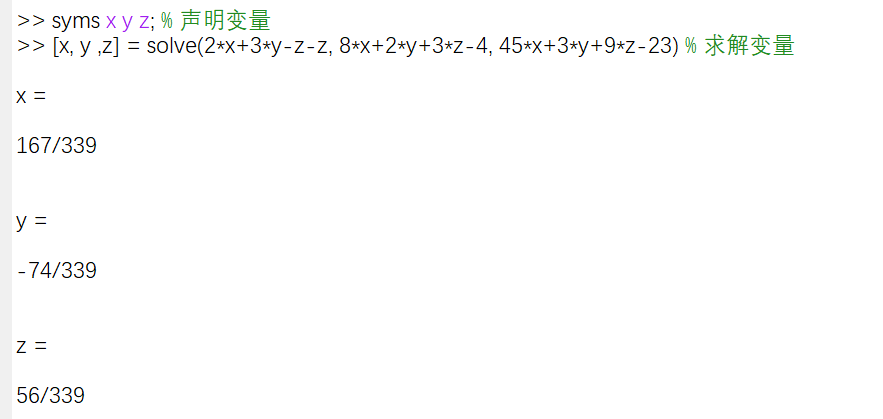 >> syms x y z; % 声明变量
>> [x, y ,z] = solve(2*x+3*y-z-z, 8*x+2*y+3*z-4, 45*x+3*y+9*z-23) % 求解变量
x =
167/339
y =
-74/339
z =
56/339